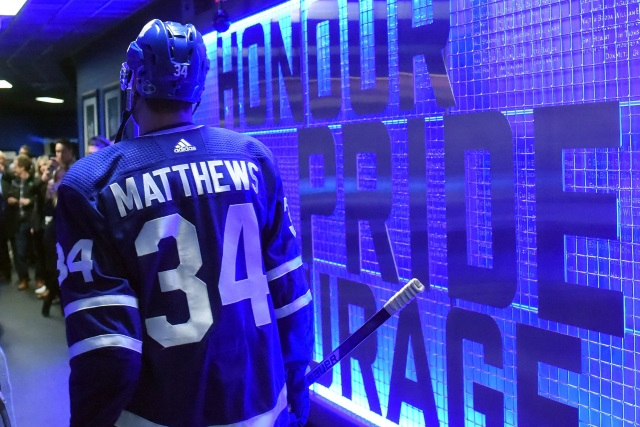 34
adidas
MATTHEWS
34
34
HONOUR
PRIDE
URAGE